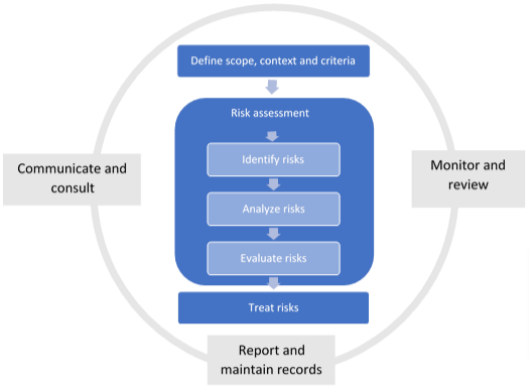 Define scope, context and criteria
Risk assessment
Identify risks
Communicate and
consult
Monitor and
review
Analyze risks
Evaluate risks
Treat risks
Report and
maintain records